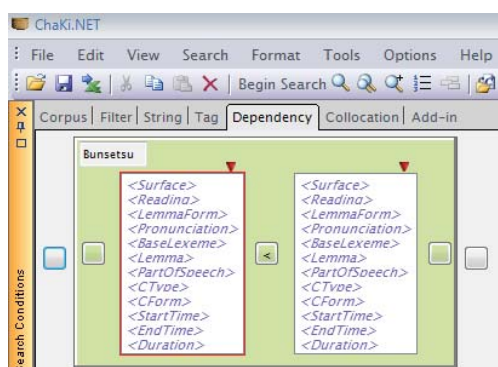 ChaKi.NET
File Edit View Search Format Tools Options Help
Begin Search
Corpus Filter String Tag Dependency Collocation Add-in
Bunsetsu
<Surface> <Surface>
<Reading> <Reading>
<LemmaForm> <LemmaForm>
<Pronunciation> <Pronunciation>
<BaseLexeme> <BaseLexeme>
<Lemma> < <Lemma>
<PartOfSpeech> <PartOfSpeech>
<CType> <CType>
<CForm> <CForm>
<StartTime> <StartTime>
<EndTime> <EndTime>
<Duration> <Duration>
Search Conditions